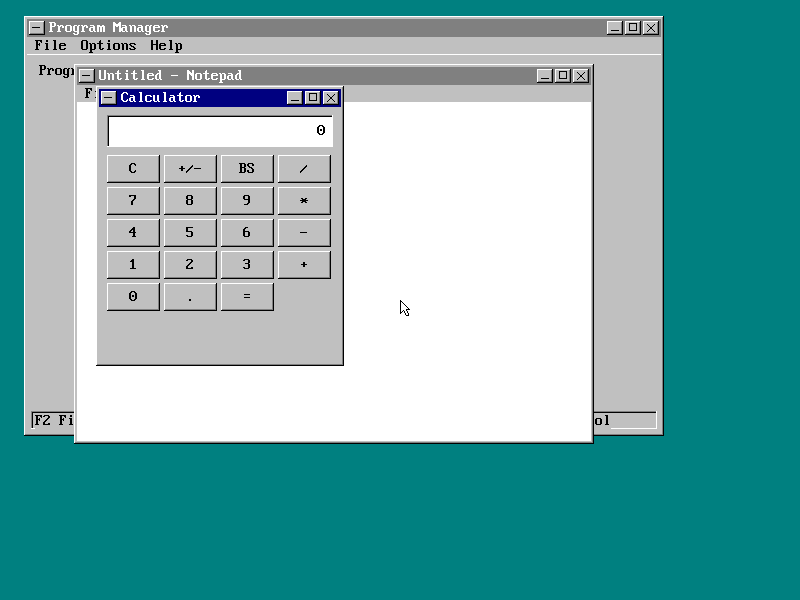 Program Manager
File Options Help
Untitled - Notepad
Calculator
0
C +/- BS /
7 8 9 *
4 5 6 -
1 2 3 +
0 . =
F2